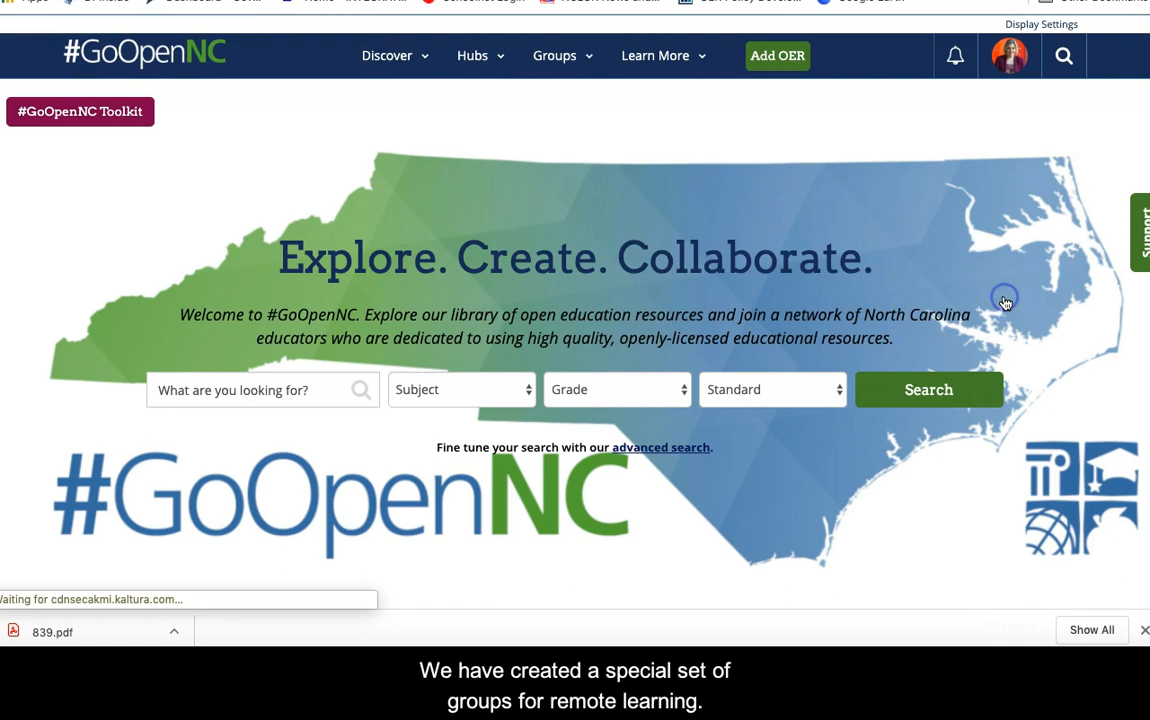 Display Settings
#GoOpenNC
Discover Hubs Groups Learn More Add OER
#GoOpenNC Toolkit
Support
Explore. Create. Collaborate.
Welcome to #GoOpenNC. Explore our library of open education resources and join a network of North Carolina
educators who are dedicated to using high quality, openly-licensed educational resources.
What are you looking for? Subject Grade Standard Search
Fine tune your search with our advanced search.
#GoOpenNC
Waiting for cdnsecakmi.kaltura.com...
839.pdf Show All
We have created a special set of
groups for remote learning.